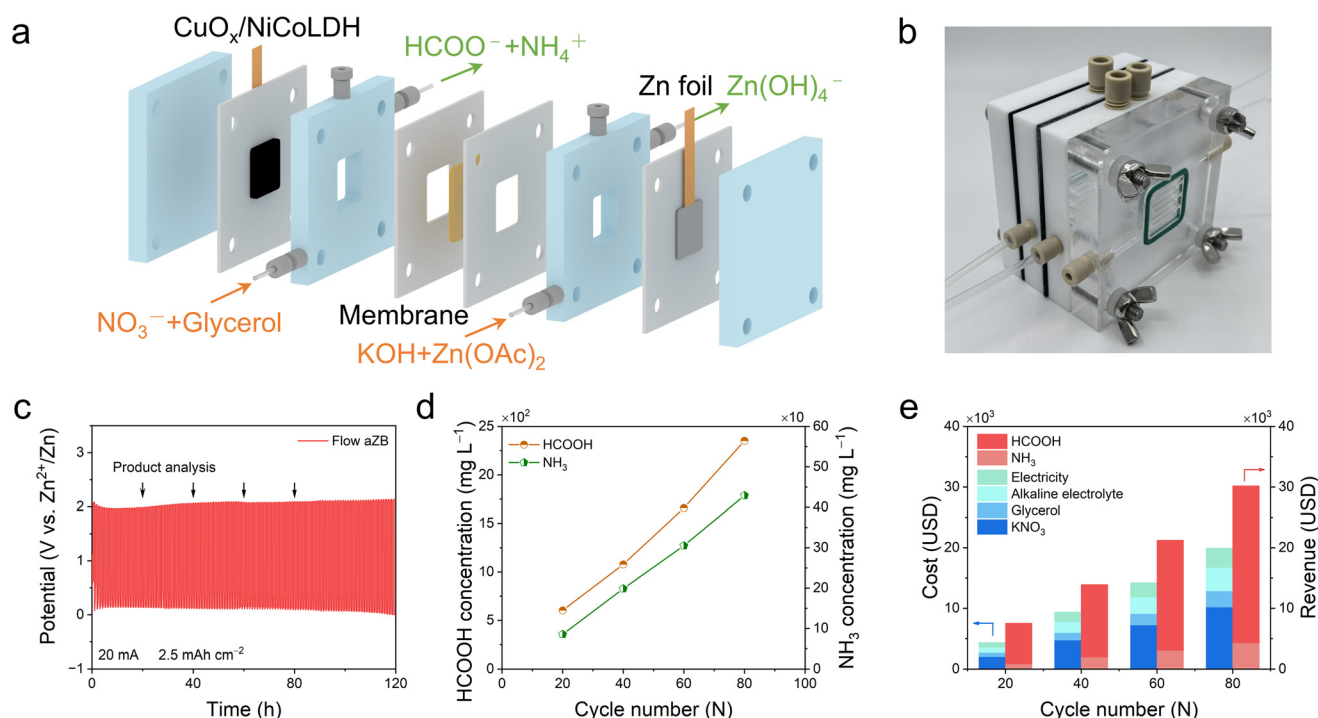 a
CuOₓ/NiCoLDH
HCOO⁻+NH₄⁺
Zn foil
Zn(OH)₄⁻
NO₃⁻+Glycerol
Membrane
KOH+Zn(OAc)₂
b
c
Potential (V vs. Zn²⁺/Zn)
3
2
1
0
−1
Flow aZB
Product analysis
20 mA
2.5 mAh cm⁻²
0
40
80
120
Time (h)
d
×10²
×10
HCOOH concentration (mg L⁻¹)
25
20
15
10
5
0
HCOOH
NH₃
60
50
40
30
20
10
0
NH₃ concentration (mg L⁻¹)
0
20
40
60
80
100
Cycle number (N)
e
×10³
×10³
Cost (USD)
40
30
20
10
0
HCOOH
NH₃
Electricity
Alkaline electrolyte
Glycerol
KNO₃
40
30
20
10
0
Revenue (USD)
20
40
60
80
Cycle number (N)